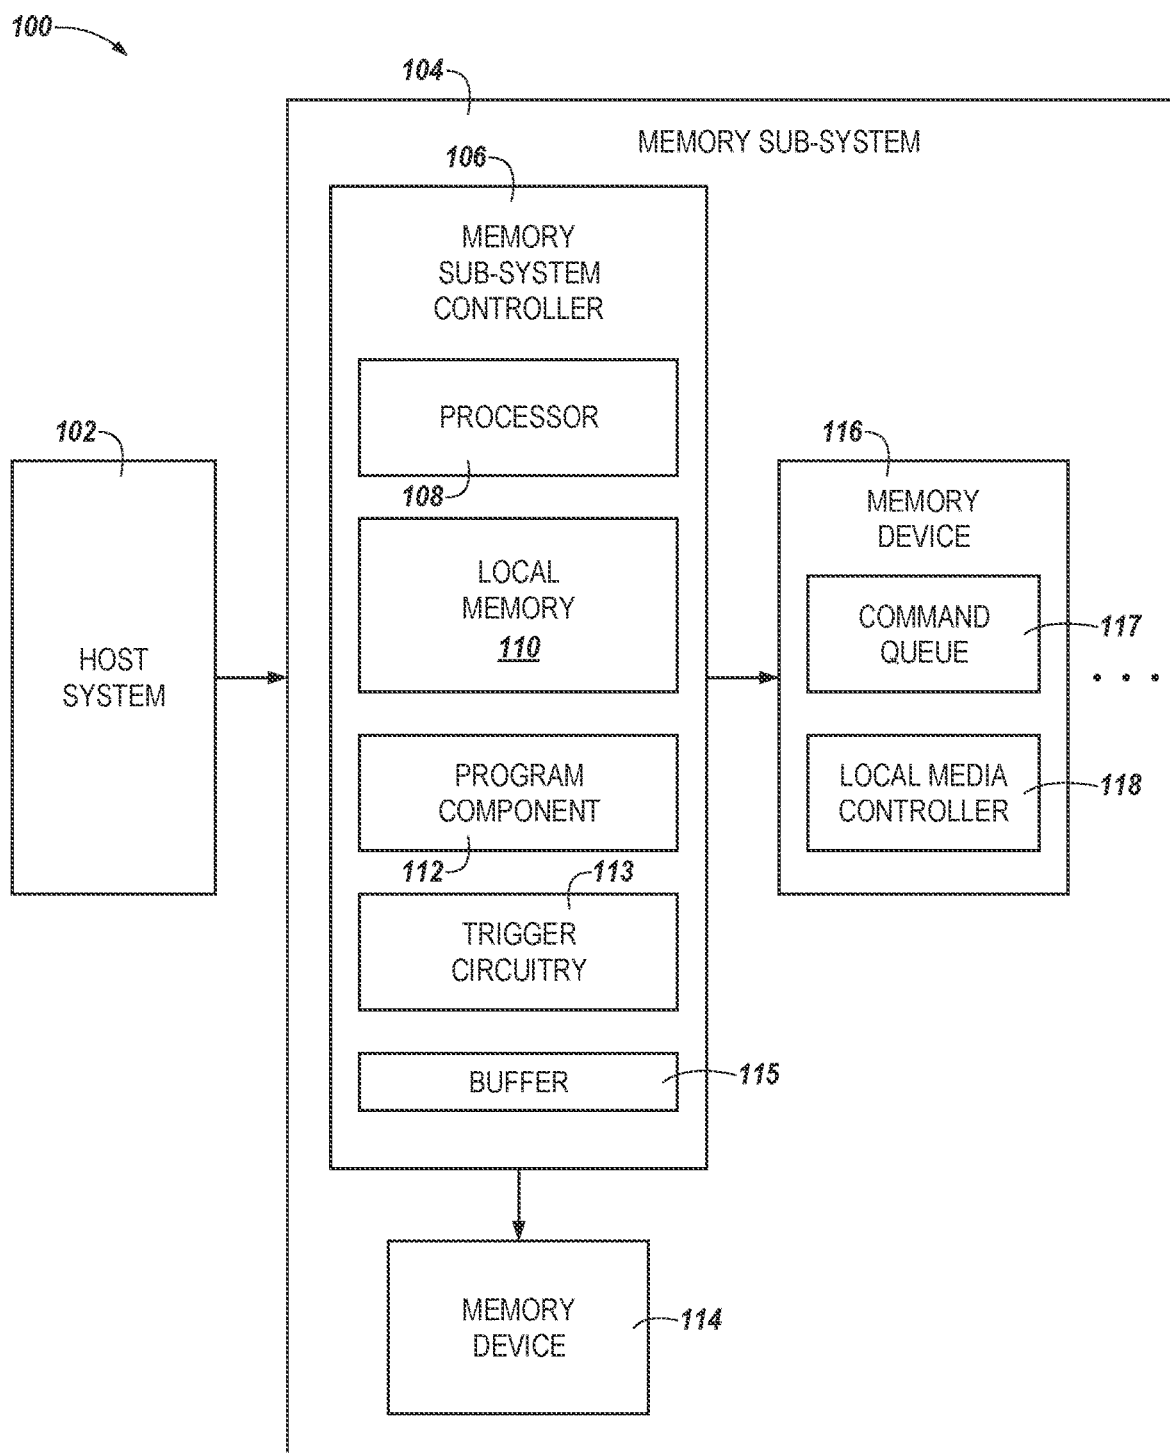 100
104
MEMORY SUB-SYSTEM
106
MEMORY
SUB-SYSTEM
CONTROLLER
PROCESSOR
108
102
HOST
SYSTEM
LOCAL
MEMORY
110
116
MEMORY
DEVICE
COMMAND
QUEUE
117
. . .
LOCAL MEDIA
CONTROLLER
118
PROGRAM
COMPONENT
112
113
TRIGGER
CIRCUITRY
BUFFER
115
MEMORY
DEVICE
114